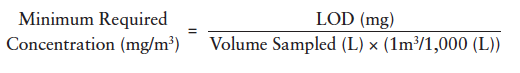 Minimum Required
Concentration (mg/m³)
=
LOD (mg)
Volume Sampled (L) × (1m³/1,000 (L))